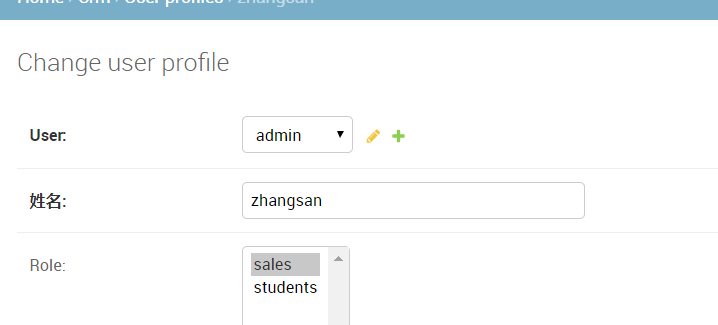 Home › Crm › User profiles › zhangsan
Change user profile
User: admin
姓名: zhangsan
Role: sales
students